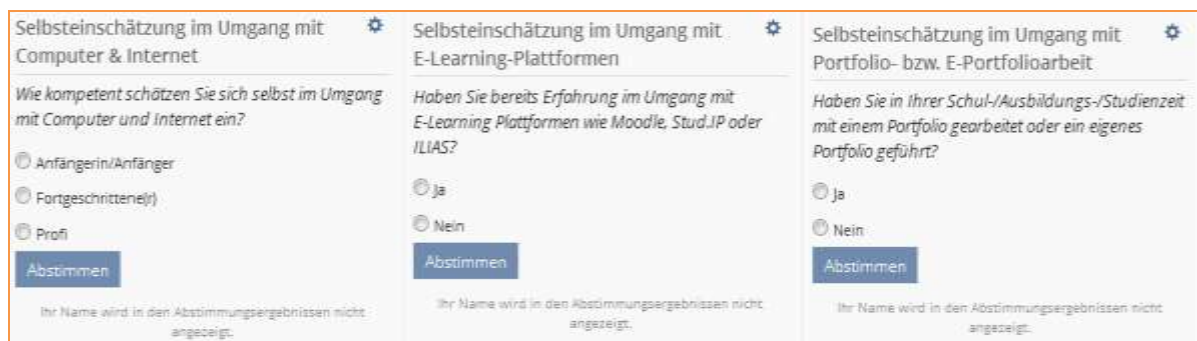 Selbsteinschätzung im Umgang mit
Computer & Internet
Wie kompetent schätzen Sie sich selbst im Umgang
mit Computer und Internet ein?
Anfängerin/Anfänger
Fortgeschrittene(r)
Profi
Abstimmen
Ihr Name wird in den Abstimmungsergebnissen nicht
angezeigt.
Selbsteinschätzung im Umgang mit
E-Learning-Plattformen
Haben Sie bereits Erfahrung im Umgang mit
E-Learning Plattformen wie Moodle, Stud.IP oder
ILIAS?
Ja
Nein
Abstimmen
Ihr Name wird in den Abstimmungsergebnissen nicht
angezeigt.
Selbsteinschätzung im Umgang mit
Portfolio- bzw. E-Portfolioarbeit
Haben Sie in Ihrer Schul-/Ausbildungs-/Studienzeit
mit einem Portfolio gearbeitet oder ein eigenes
Portfolio geführt?
Ja
Nein
Abstimmen
Ihr Name wird in den Abstimmungsergebnissen nicht
angezeigt.